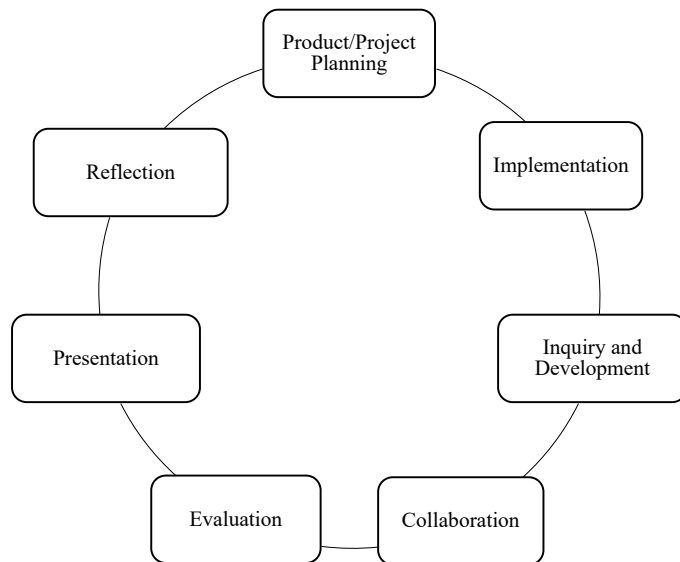 Product/Project
Planning
Implementation
Inquiry and
Development
Collaboration
Evaluation
Presentation
Reflection